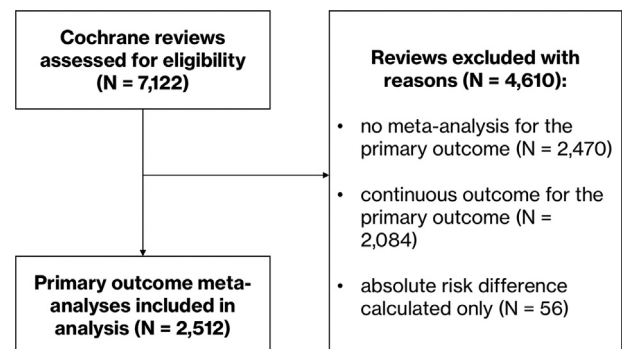 Cochrane reviews
assessed for eligibility
(N = 7,122)
Reviews excluded with
reasons (N = 4,610):
• no meta-analysis for the
primary outcome (N = 2,470)
• continuous outcome for the
primary outcome (N =
2,084)
• absolute risk difference
calculated only (N = 56)
Primary outcome meta-
analyses included in
analysis (N = 2,512)